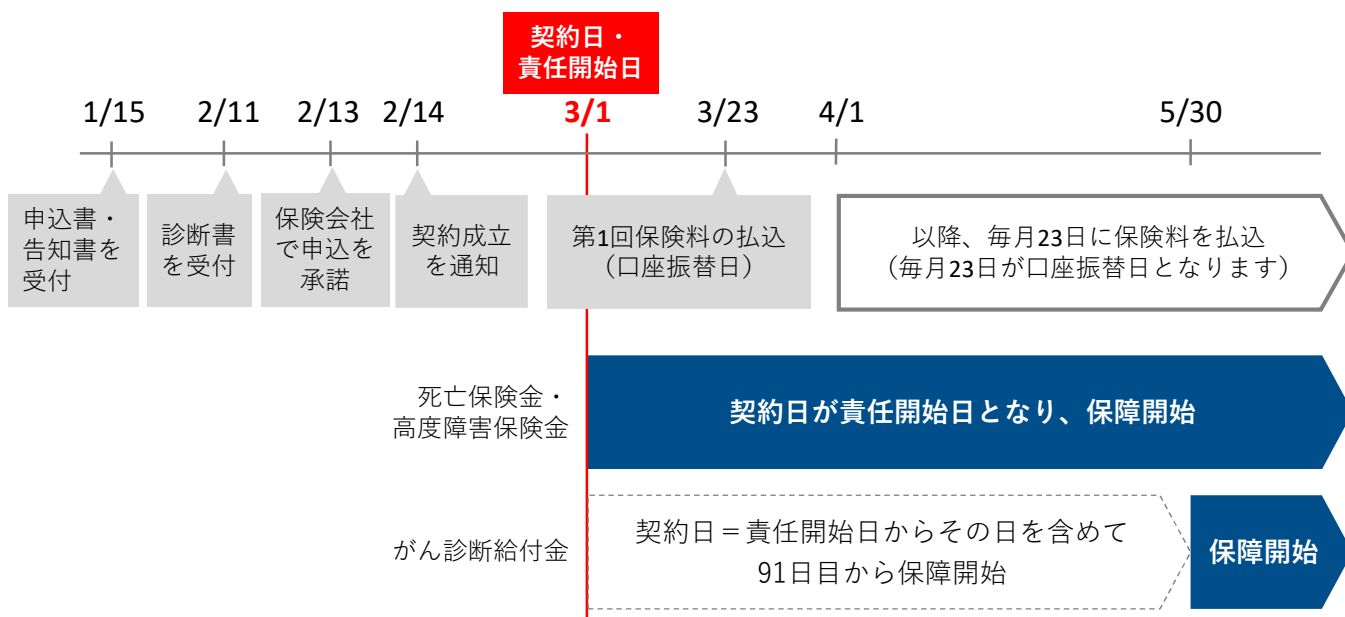 契約日・
責任開始日
1/15
2/11
2/13
2/14
3/1
3/23
4/1
5/30
申込書・
告知書を
受付
診断書
を受付
保険会社
で申込を
承諾
契約成立
を通知
第1回保険料の払込
（口座振替日）
以降、毎月23日に保険料を払込
（毎月23日が口座振替日となります）
死亡保険金・
高度障害保険金
契約日が責任開始日となり、保障開始
がん診断給付金
契約日＝責任開始日からその日を含めて
91日目から保障開始
保障開始